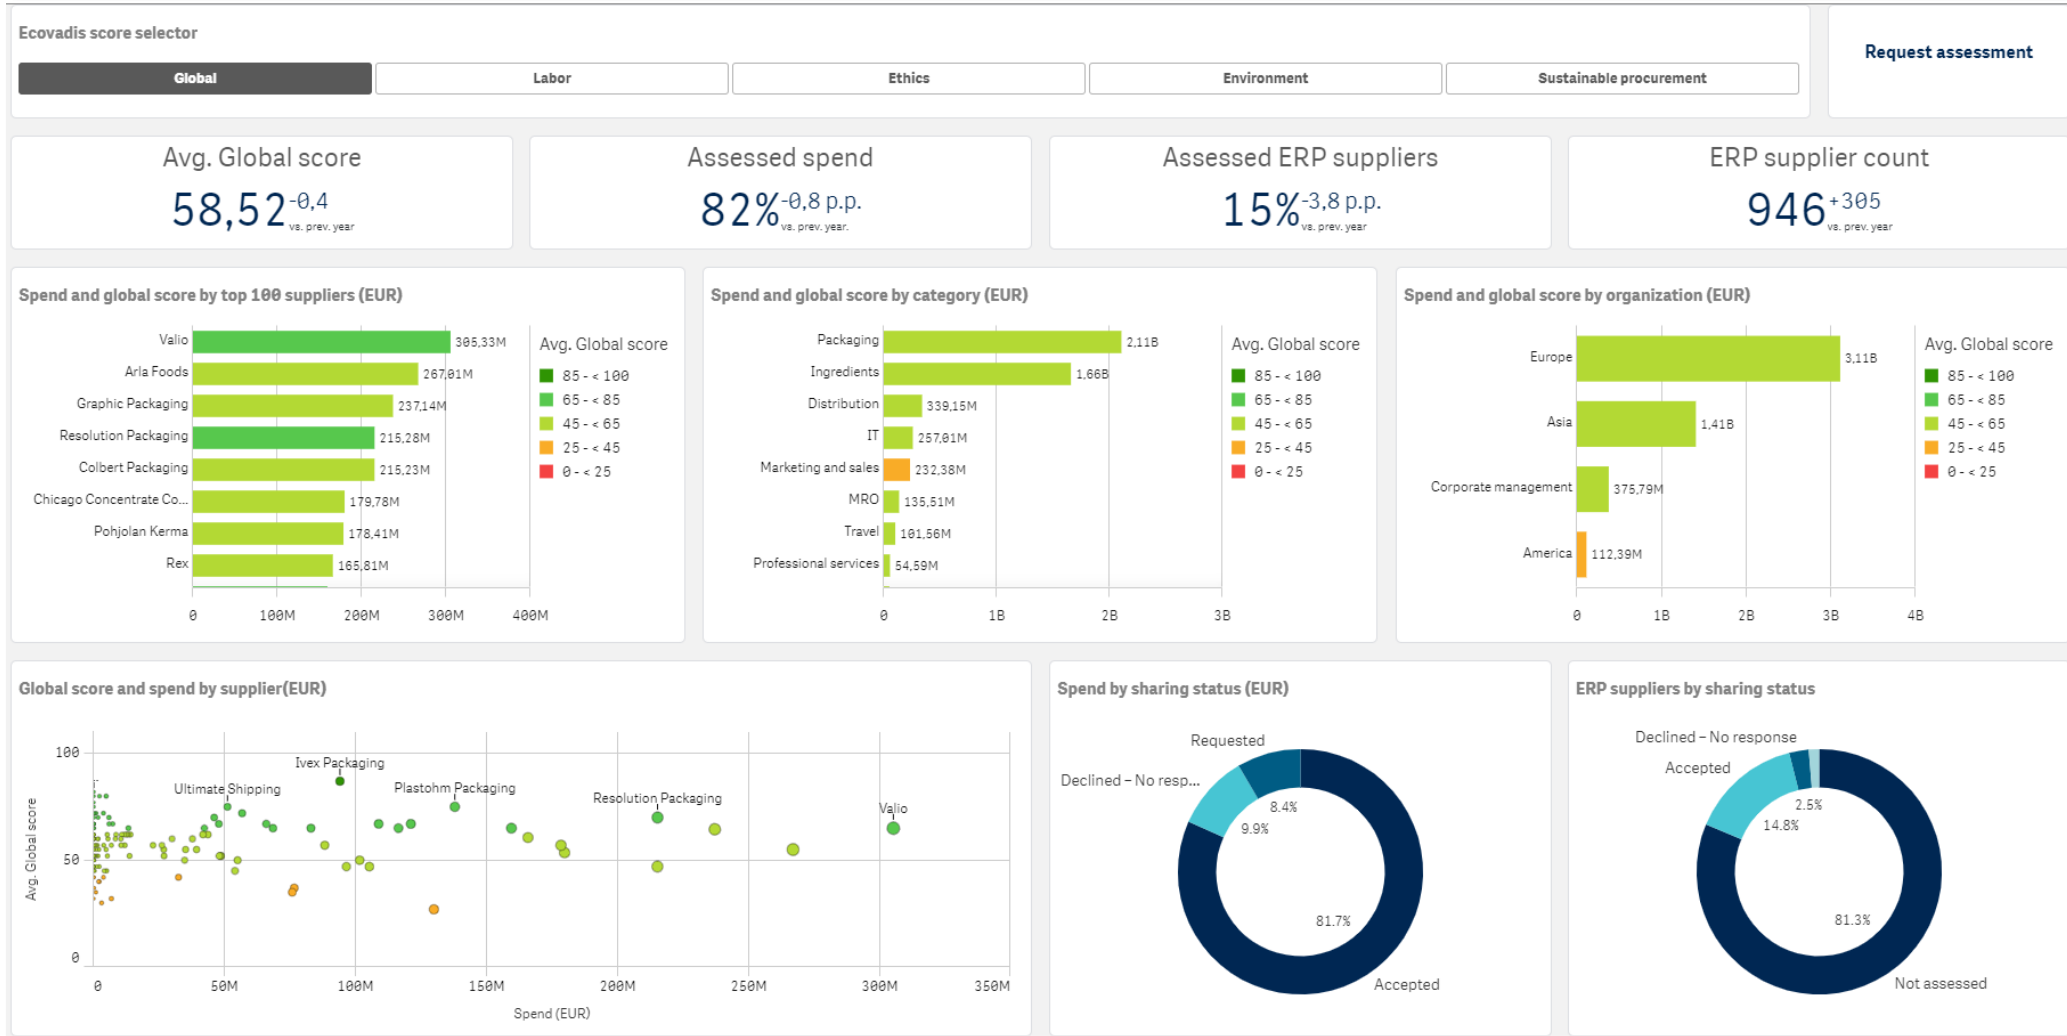 Ecovadis score selector
Request assessment
Global
Labor
Ethics
Environment
Sustainable procurement
Avg. Global score
58,52 -0,4
vs. prev. year
Assessed spend
82% -0,8 p.p.
vs. prev. year.
Assessed ERP suppliers
15% -3,8 p.p.
vs. prev. year
ERP supplier count
946 +305
vs. prev. year
Spend and global score by top 100 suppliers (EUR)
Valio 305,33M
Arla Foods 267,01M
Graphic Packaging 237,14M
Resolution Packaging 215,28M
Colbert Packaging 215,23M
Chicago Concentrate Co... 179,78M
Pohjolan Kerma 178,41M
Rex 165,81M
0 100M 200M 300M 400M
Avg. Global score
85 - < 100
65 - < 85
45 - < 65
25 - < 45
0 - < 25
Spend and global score by category (EUR)
Packaging 2,11B
Ingredients 1,66B
Distribution 339,15M
IT 257,01M
Marketing and sales 232,38M
MRO 135,51M
Travel 101,56M
Professional services 54,59M
0 1B 2B 3B
Avg. Global score
85 - < 100
65 - < 85
45 - < 65
25 - < 45
0 - < 25
Spend and global score by organization (EUR)
Europe 3,11B
Asia 1,41B
Corporate management 375,79M
America 112,39M
0 1B 2B 3B 4B
Avg. Global score
85 - < 100
65 - < 85
45 - < 65
25 - < 45
0 - < 25
Global score and spend by supplier(EUR)
Avg. Global score
100
50
0
Ivex Packaging
Ultimate Shipping
Plastohm Packaging
Resolution Packaging
Valio
0 50M 100M 150M 200M 250M 300M 350M
Spend (EUR)
Spend by sharing status (EUR)
Requested
Declined – No resp...
8.4%
9.9%
81.7%
Accepted
ERP suppliers by sharing status
Declined – No response
Accepted
2.5%
14.8%
81.3%
Not assessed